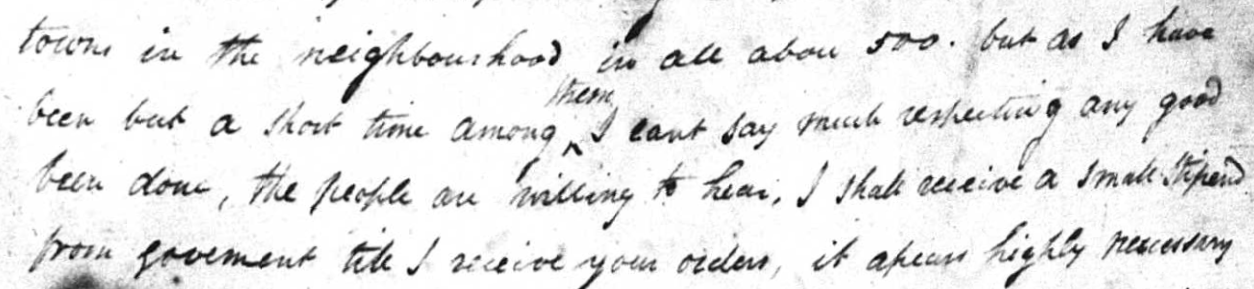 towns in the neighbourhood in all about 500. but as I have
been but a short time among ^them, I cant say much respecting any good
been done, the people are willing to hear, I shall receive a small stipend
from goverment till I receive your orders, it apears highly necessary